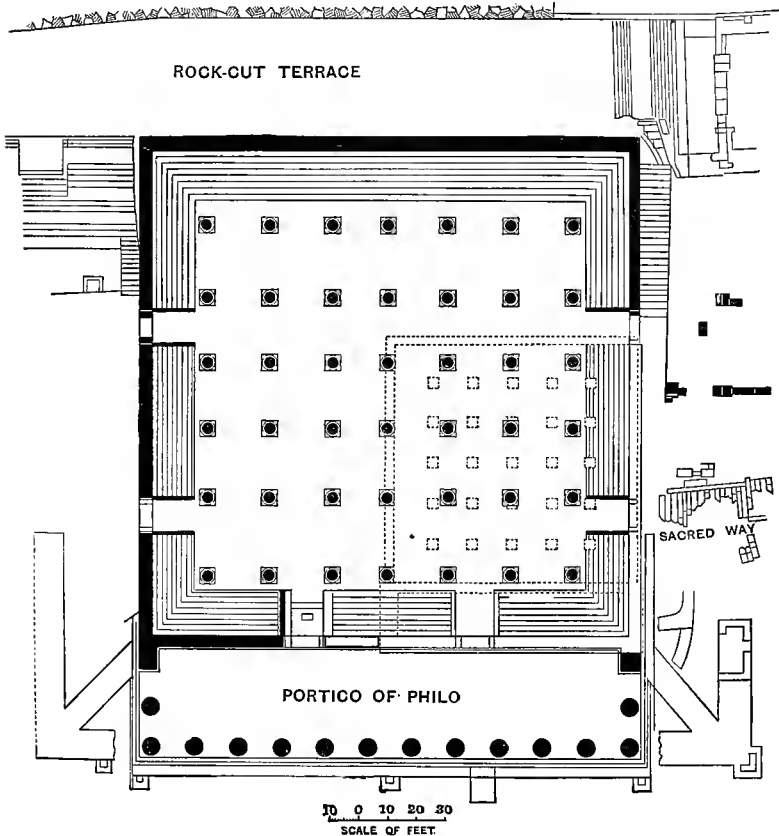 ROCK-CUT TERRACE
SACRED WAY
PORTICO OF PHILO
10 0 10 20 30
SCALE OF FEET.